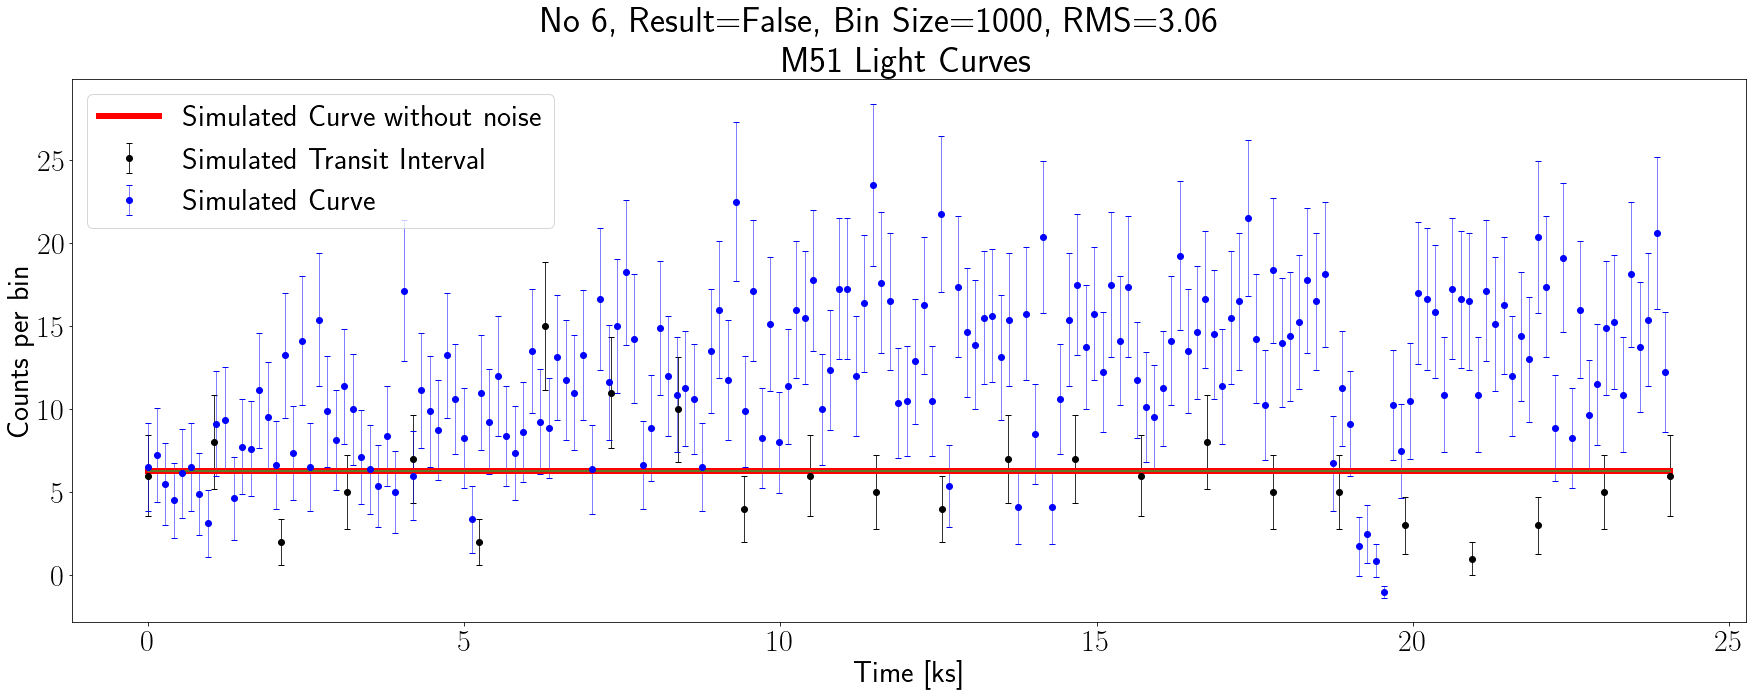 No 6, Result=False, Bin Size=1000, RMS=3.06
M51 Light Curves
Simulated Curve without noise
Simulated Transit Interval
Simulated Curve
Counts per bin
25
20
15
10
5
0
0 5 10 15 20 25
Time [ks]